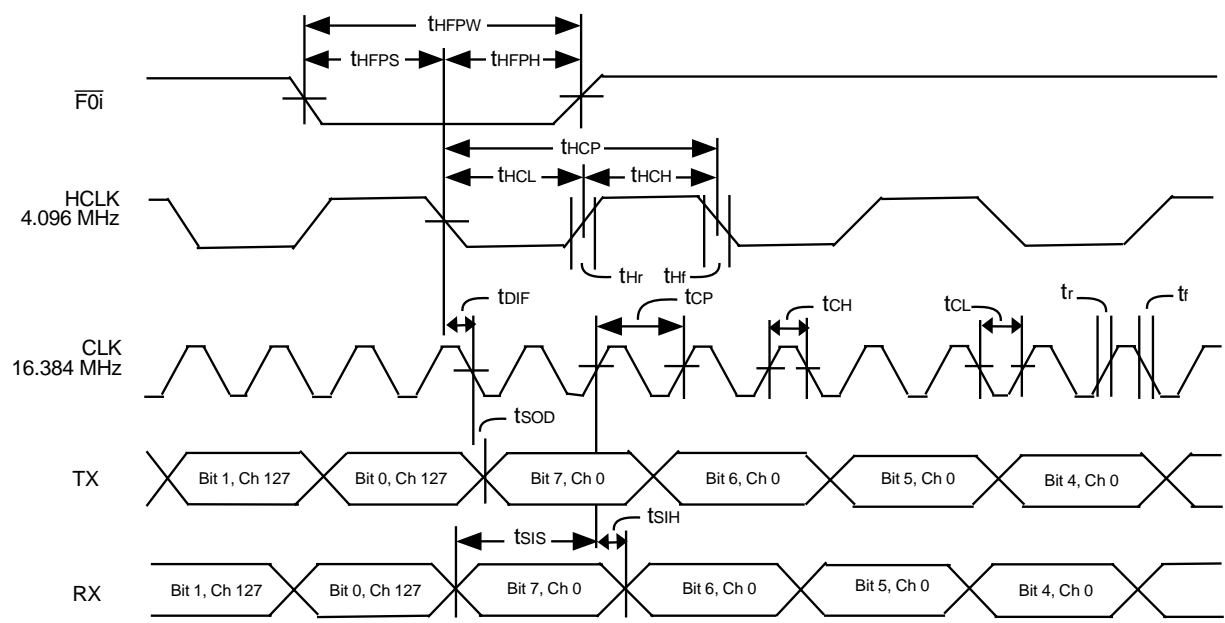 tHFPW
tHFPS
tHFPH
F0i
tHCP
tHCL
tHCH
HCLK
4.096 MHz
tHr
tHf
tDIF
tCP
tCH
tCL
tr
tf
CLK
16.384 MHz
tSOD
TX
Bit 1, Ch 127
Bit 0, Ch 127
Bit 7, Ch 0
Bit 6, Ch 0
Bit 5, Ch 0
Bit 4, Ch 0
tSIS
tSIH
RX
Bit 1, Ch 127
Bit 0, Ch 127
Bit 7, Ch 0
Bit 6, Ch 0
Bit 5, Ch 0
Bit 4, Ch 0